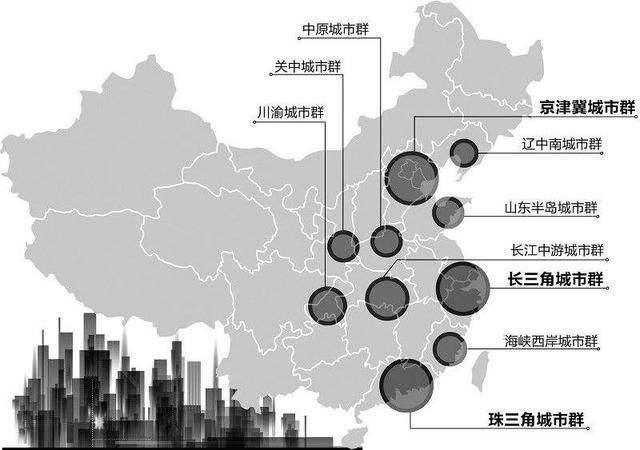 中原城市群
关中城市群
川渝城市群
京津冀城市群
辽中南城市群
山东半岛城市群
长江中游城市群
长三角城市群
海峡西岸城市群
珠三角城市群